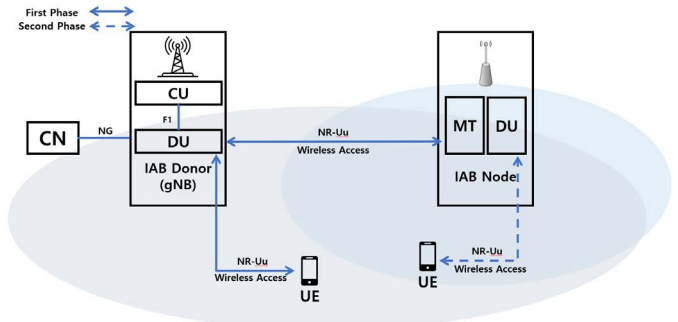 First Phase
Second Phase
CU
F1
CN
NG
DU
IAB Donor
(gNB)
NR-Uu
Wireless Access
MT
DU
IAB Node
NR-Uu
Wireless Access
UE
NR-Uu
Wireless Access
UE